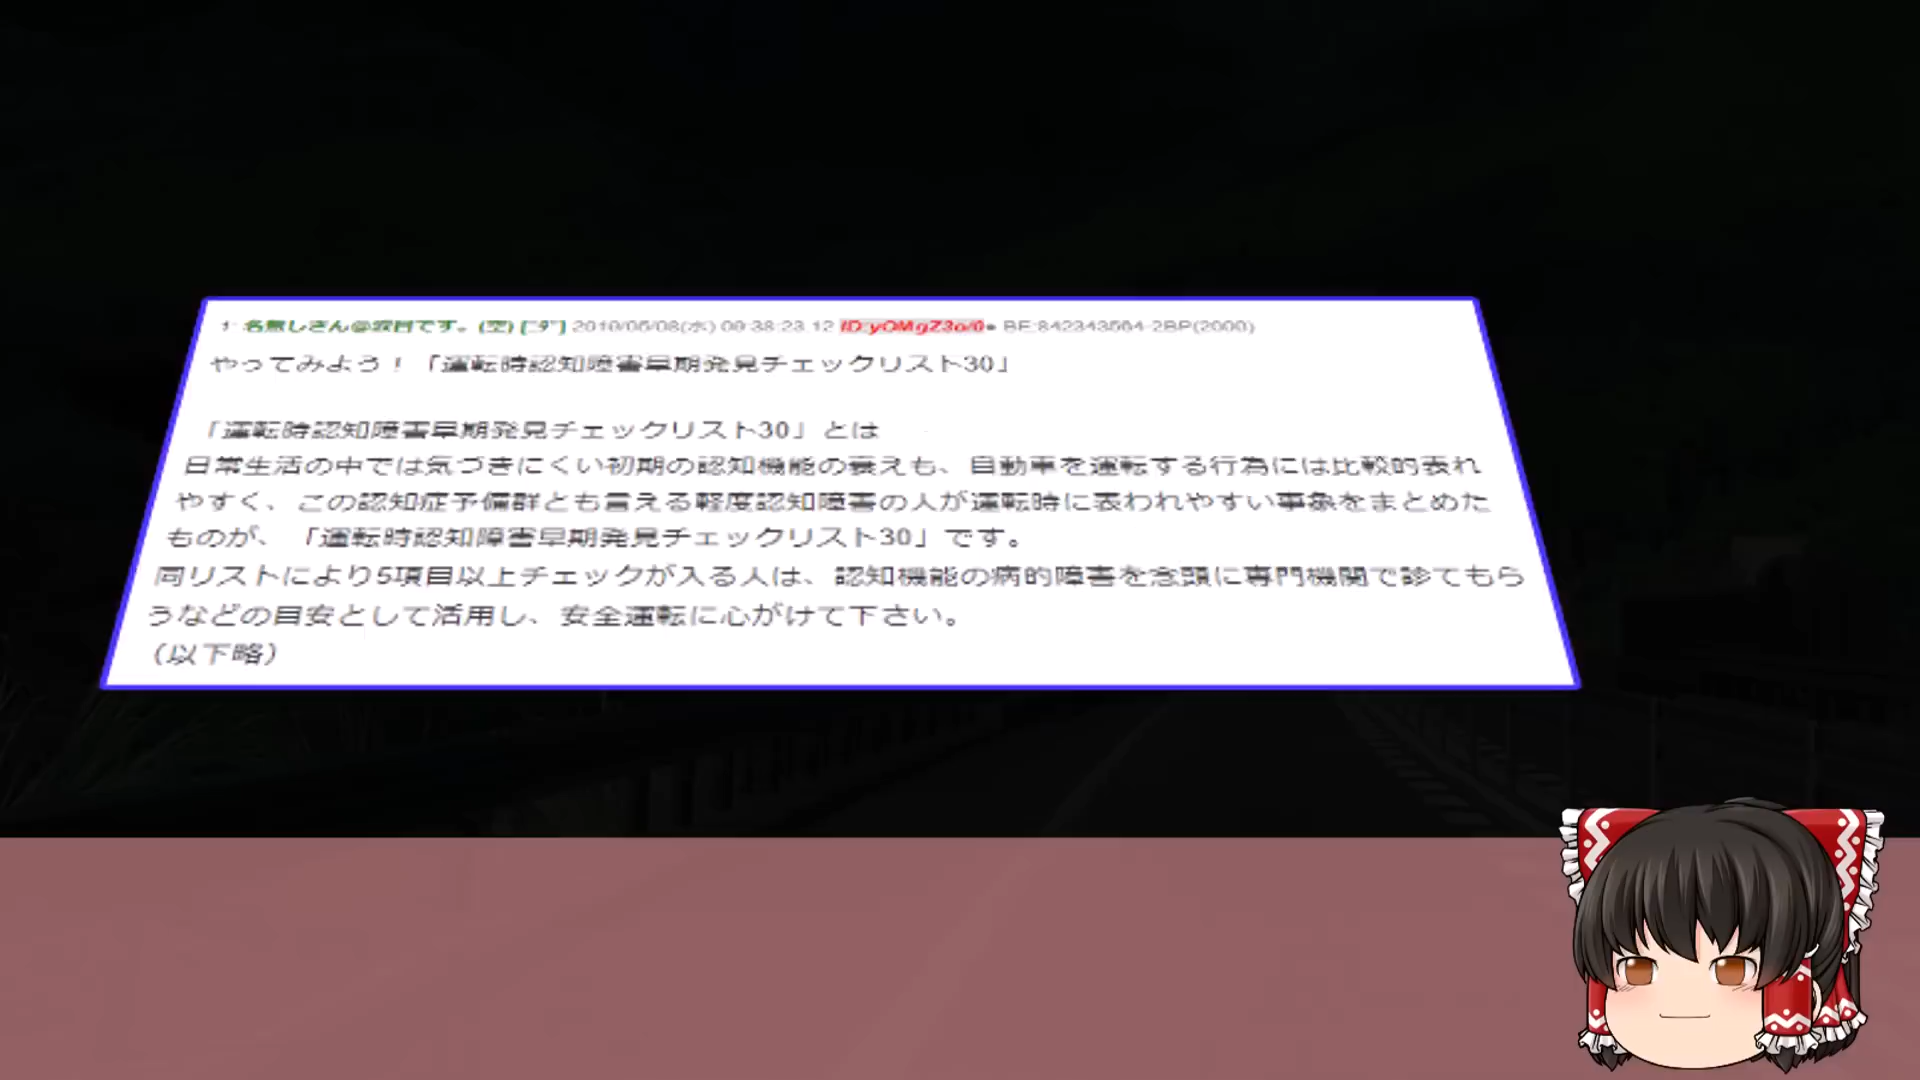 1: 名無しさん@涙目です。(空) [ﾆﾀﾞ] 2019/05/08(水) 09:38:23.12 BE:842343564-2BP(2000)
やってみよう！「運転時認知障害早期発見チェックリスト30」
「運転時認知障害早期発見チェックリスト30」とは
日常生活の中では気づきにくい初期の認知機能の衰えも、自動車を運転する行為には比較的表れ
やすく、この認知症予備群とも言える軽度認知障害の人が運転時に表われやすい事象をまとめた
ものが、「運転時認知障害早期発見チェックリスト30」です。
同リストにより5項目以上チェックが入る人は、認知機能の病的障害を念頭に専門機関で診てもら
うなどの目安として活用し、安全運転に心がけて下さい。
（以下略）